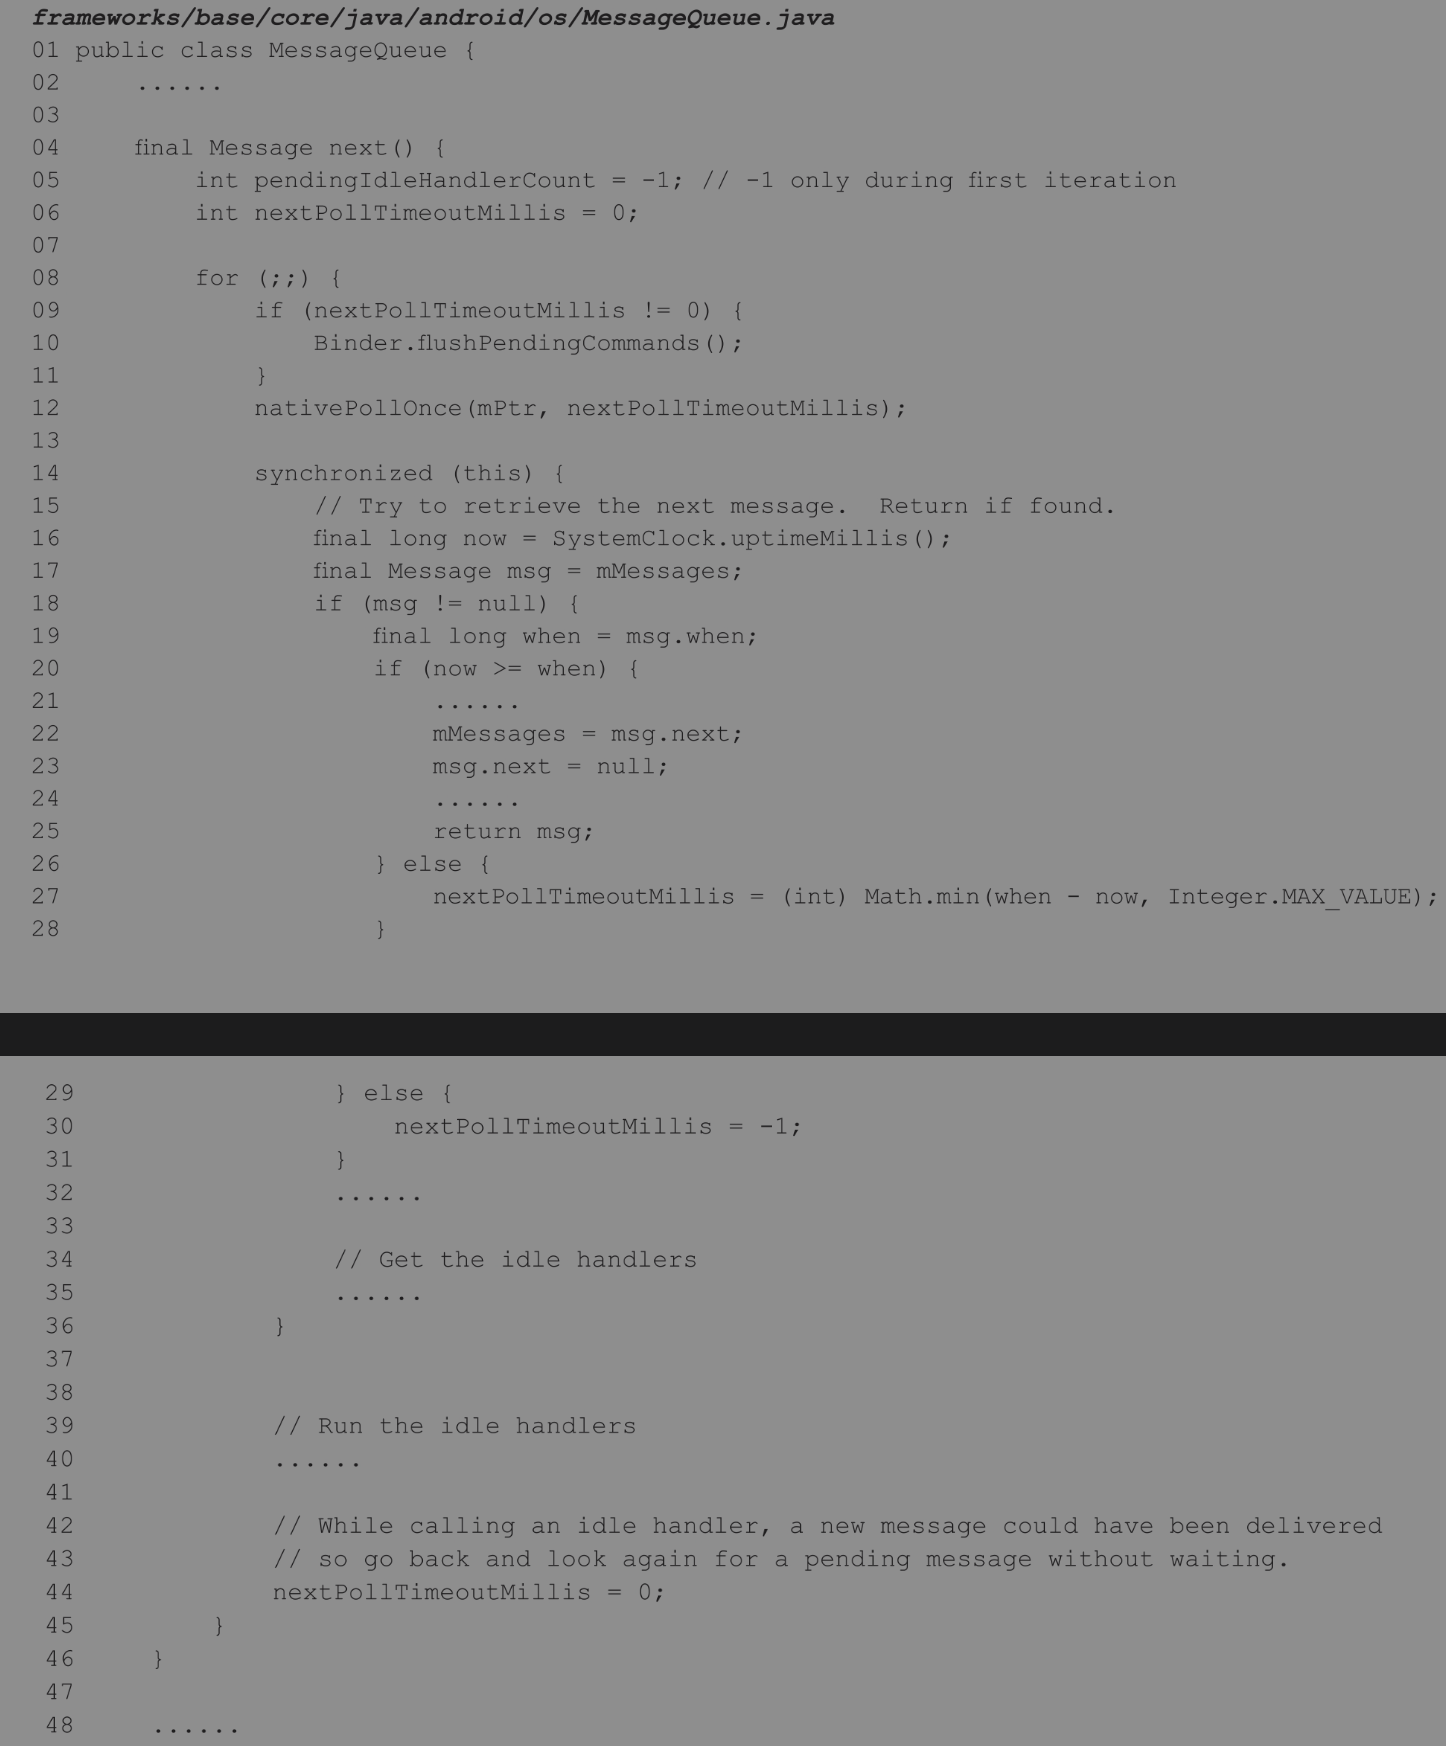 frameworks/base/core/java/android/os/MessageQueue.java
01 public class MessageQueue {
02     ......
03
04     final Message next() {
05         int pendingIdleHandlerCount = -1; // -1 only during first iteration
06         int nextPollTimeoutMillis = 0;
07
08         for (;;) {
09             if (nextPollTimeoutMillis != 0) {
10                 Binder.flushPendingCommands();
11             }
12             nativePollOnce(mPtr, nextPollTimeoutMillis);
13
14             synchronized (this) {
15                 // Try to retrieve the next message.  Return if found.
16                 final long now = SystemClock.uptimeMillis();
17                 final Message msg = mMessages;
18                 if (msg != null) {
19                     final long when = msg.when;
20                     if (now >= when) {
21                         ......
22                         mMessages = msg.next;
23                         msg.next = null;
24                         ......
25                         return msg;
26                     } else {
27                         nextPollTimeoutMillis = (int) Math.min(when - now, Integer.MAX_VALUE);
28                     }
29                 } else {
30                     nextPollTimeoutMillis = -1;
31                 }
32                 ......
33
34                 // Get the idle handlers
35                 ......
36             }
37
38
39             // Run the idle handlers
40             ......
41
42             // While calling an idle handler, a new message could have been delivered
43             // so go back and look again for a pending message without waiting.
44             nextPollTimeoutMillis = 0;
45         }
46     }
47
48     ......